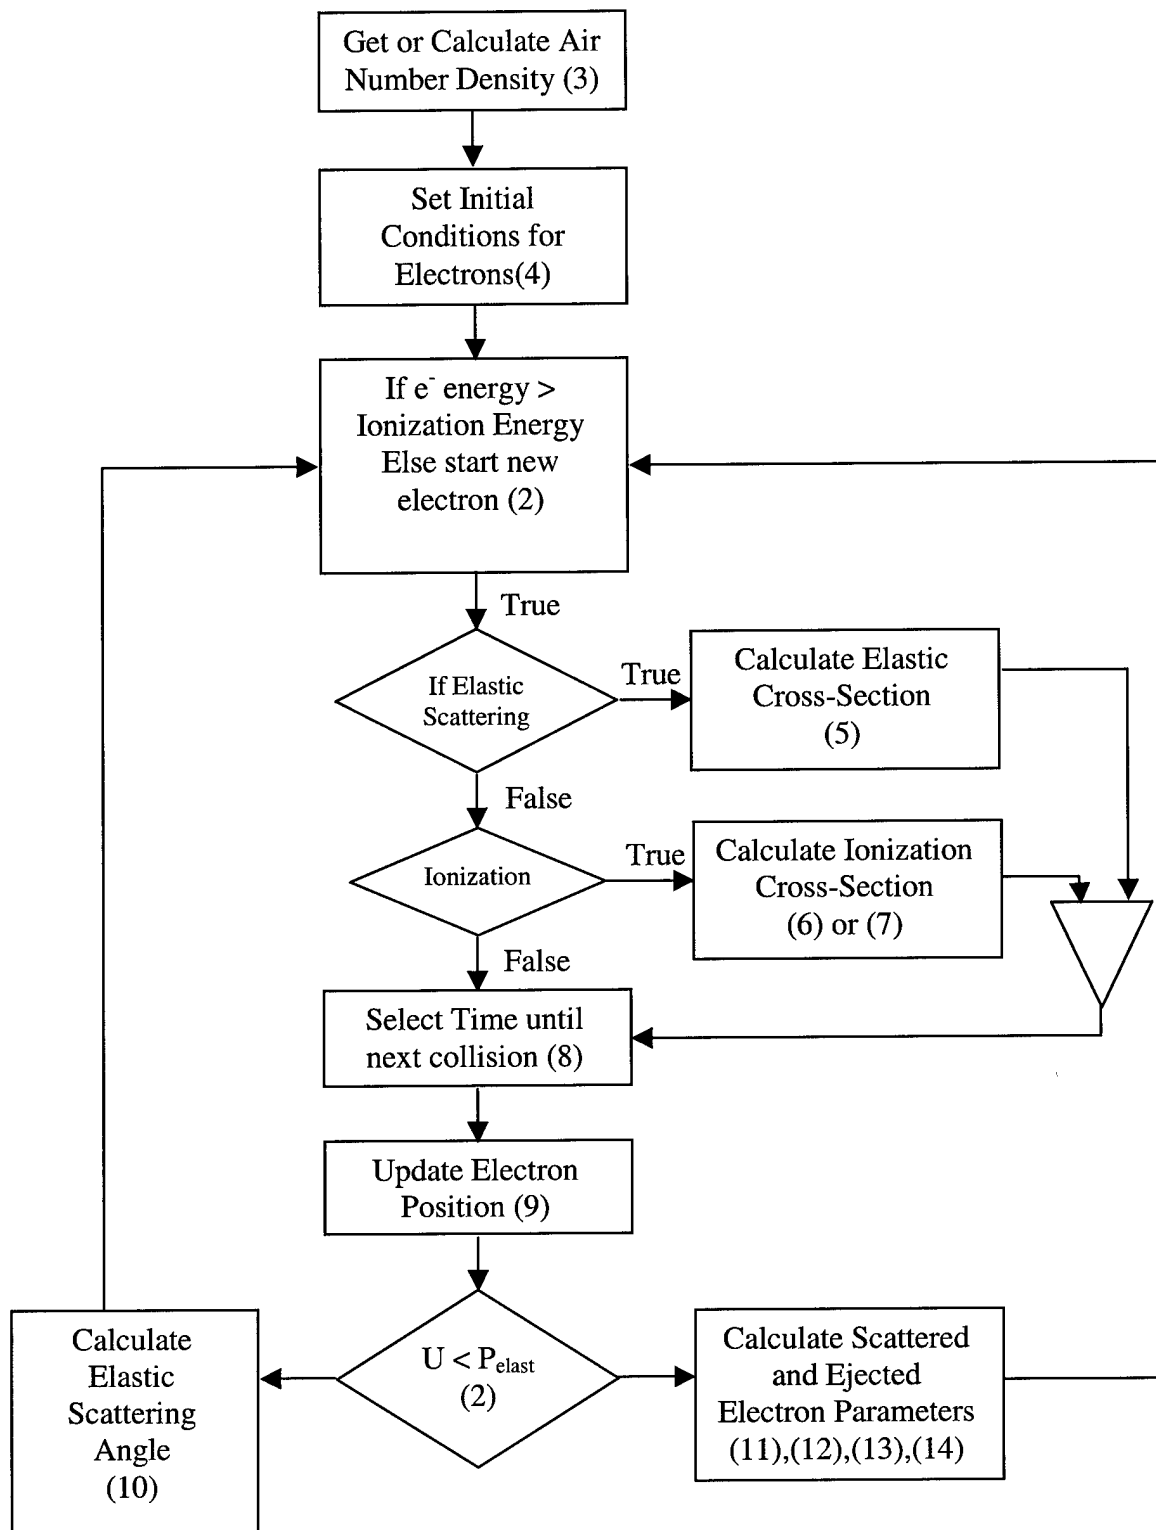 Get or Calculate Air
Number Density (3)
Set Initial
Conditions for
Electrons(4)
If e⁻ energy >
Ionization Energy
Else start new
electron (2)
True
If Elastic
Scattering
True
Calculate Elastic
Cross-Section
(5)
False
Ionization
True
Calculate Ionization
Cross-Section
(6) or (7)
False
Select Time until
next collision (8)
Update Electron
Position (9)
Calculate
Elastic
Scattering
Angle
(10)
U < Pelast
(2)
Calculate Scattered
and Ejected
Electron Parameters
(11),(12),(13),(14)